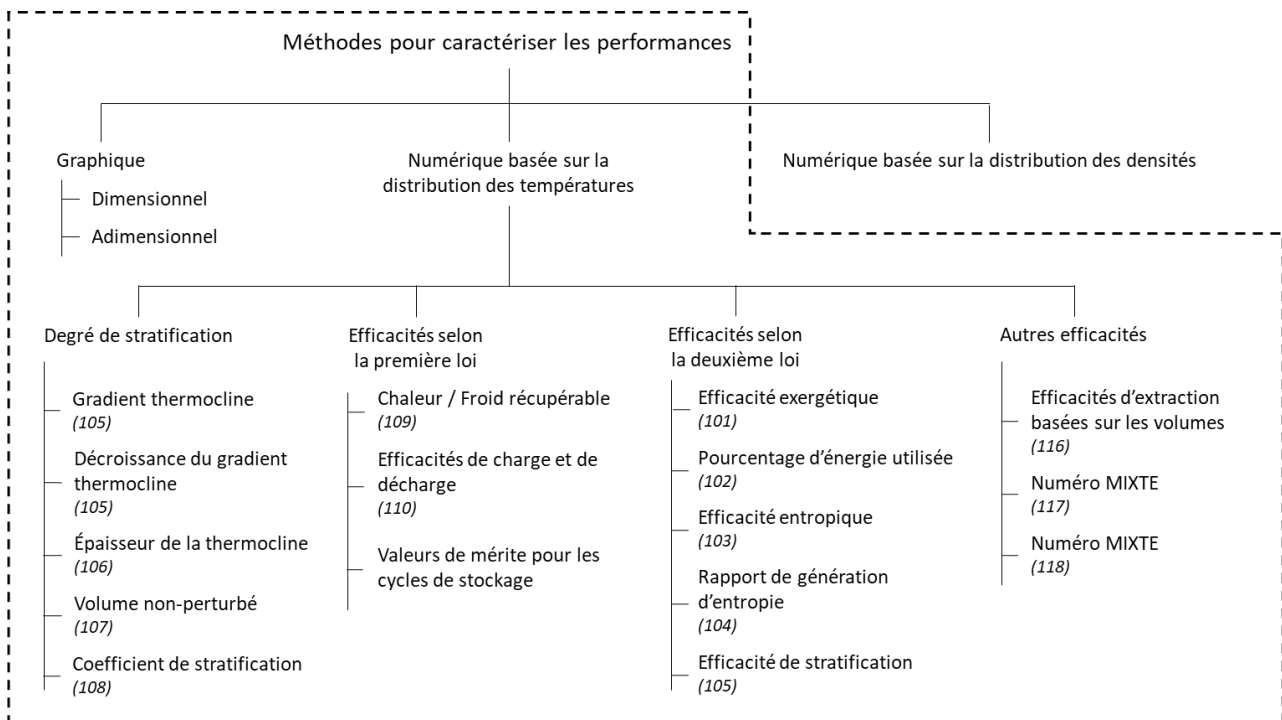 Méthodes pour caractériser les performances
Graphique
Dimensionnel
Adimensionnel
Numérique basée sur la
distribution des températures
Numérique basée sur la distribution des densités
Degré de stratification
Gradient thermocline
(105)
Décroissance du gradient
thermocline
(105)
Épaisseur de la thermocline
(106)
Volume non-perturbé
(107)
Coefficient de stratification
(108)
Efficacités selon
la première loi
Chaleur / Froid récupérable
(109)
Efficacités de charge et de
décharge
(110)
Valeurs de mérite pour les
cycles de stockage
Efficacités selon
la deuxième loi
Efficacité exergétique
(101)
Pourcentage d’énergie utilisée
(102)
Efficacité entropique
(103)
Rapport de génération
d’entropie
(104)
Efficacité de stratification
(105)
Autres efficacités
Efficacités d’extraction
basées sur les volumes
(116)
Numéro MIXTE
(117)
Numéro MIXTE
(118)